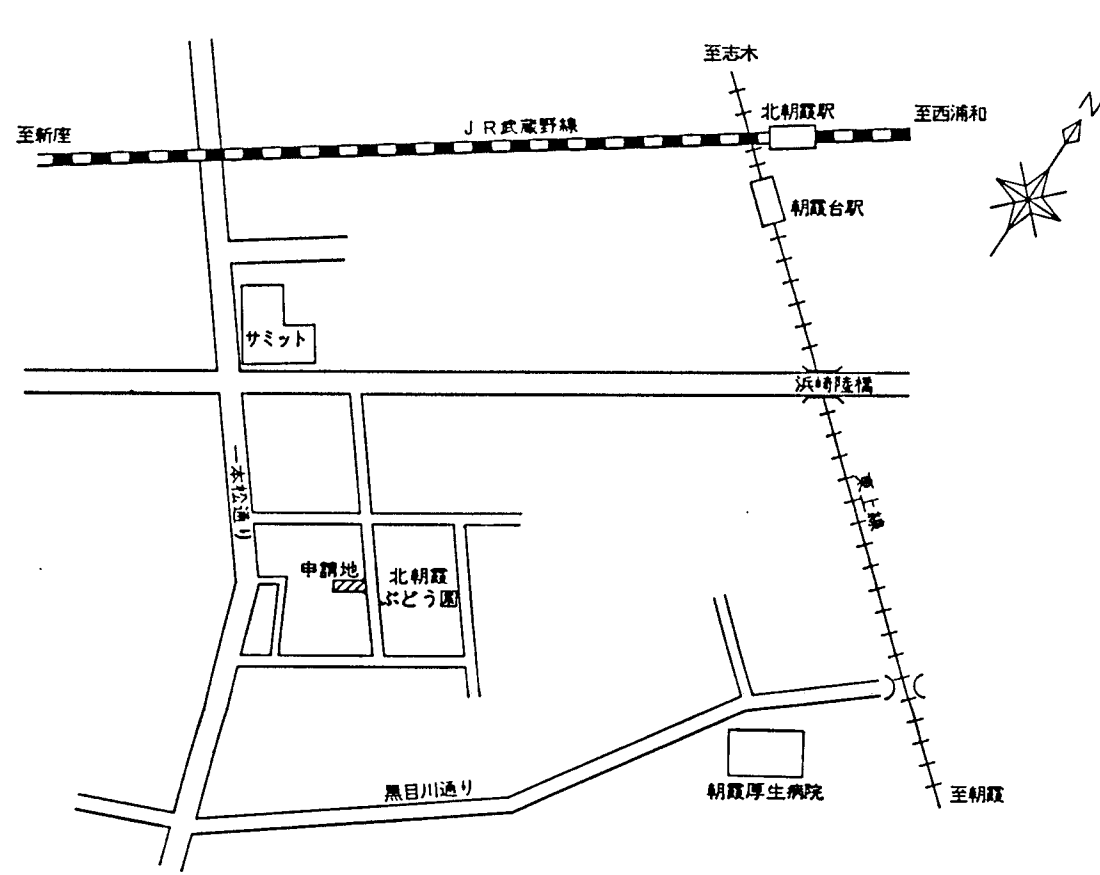 至志木
北朝霞駅
至西浦和
N
JR武蔵野線
至新座
朝霞台駅
サミット
浜崎陸橋
一本松通り
東上線
申請地
北朝霞
ぶどう園
黒目川通り
朝霞厚生病院
至朝霞